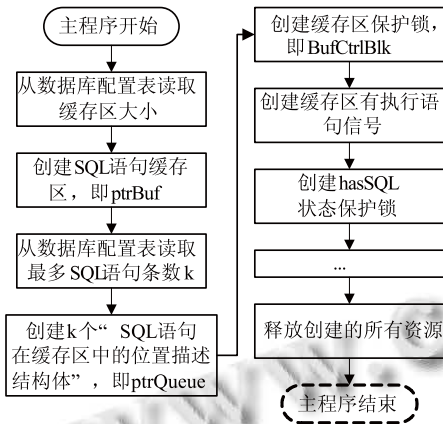 主程序开始
从数据库配置表读取
缓存区大小
创建SQL语句缓存
区，即ptrBuf
从数据库配置表读取
最多SQL语句条数k
创建k个“SQL语句
在缓存区中的位置描述
结构体”，即ptrQueue
创建缓存区保护锁，
即BufCtrlBlk
创建缓存区有执行语
句信号
创建hasSQL
状态保护锁
...
释放创建的所有资源
主程序结束